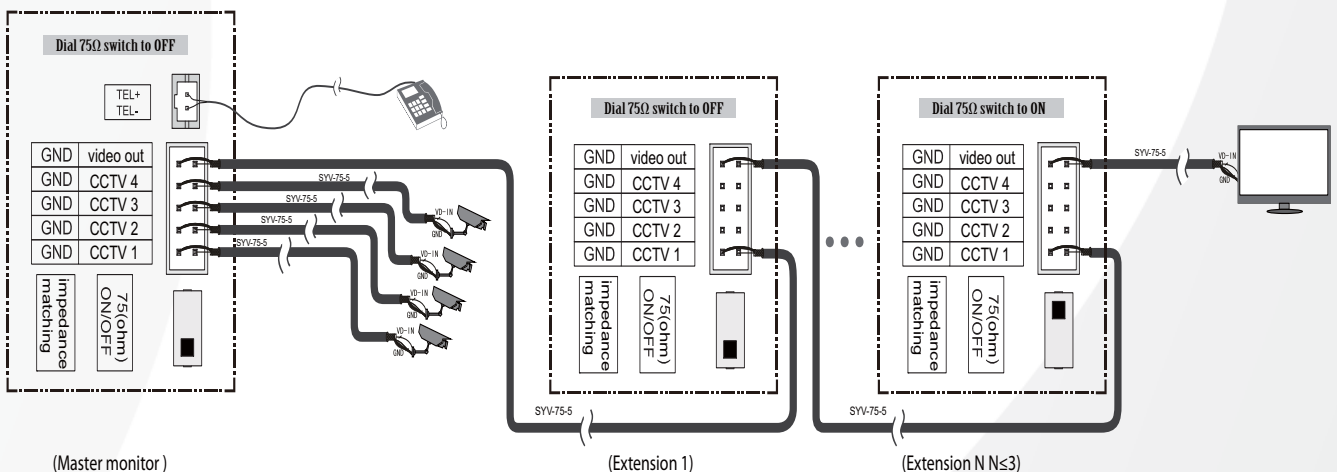 Dial 75Ω switch to OFF
TEL+
TEL-
GND video out
GND CCTV 4
GND CCTV 3
GND CCTV 2
GND CCTV 1
impedance
matching
75(ohm)
ON/OFF
SYV-75-5
SYV-75-5
SYV-75-5
SYV-75-5
VD-IN
GND
VD-IN
GND
VD-IN
GND
VD-IN
GND
(Master monitor )
Dial 75Ω switch to OFF
GND video out
GND CCTV 4
GND CCTV 3
GND CCTV 2
GND CCTV 1
impedance
matching
75(ohm)
ON/OFF
SYV-75-5
(Extension 1)
Dial 75Ω switch to ON
GND video out
GND CCTV 4
GND CCTV 3
GND CCTV 2
GND CCTV 1
impedance
matching
75(ohm)
ON/OFF
SYV-75-5
(Extension N N≤3)
SYV-75-5
VD-IN
GND